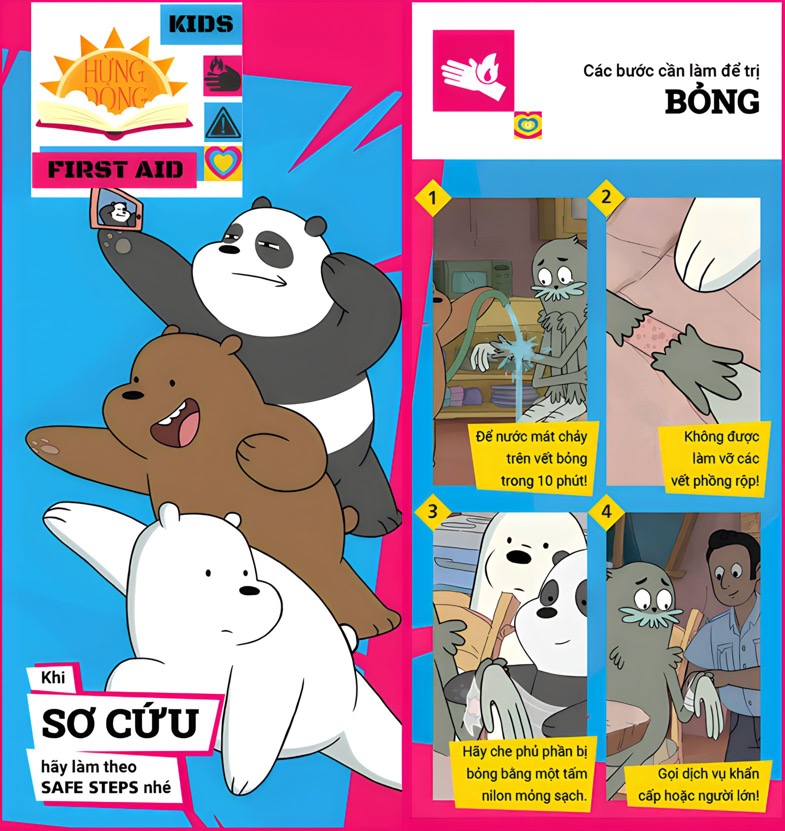 KIDS
HỪNG
ĐÔNG
FIRST AID
Khi
SƠ CỨU
hãy làm theo
SAFE STEPS nhé
Các bước cần làm để trị
BỎNG
1
Để nước mát chảy
trên vết bỏng
trong 10 phút!
2
Không được
làm vỡ các
vết phồng rộp!
3
Hãy che phủ phần bị
bỏng bằng một tấm
nilon mỏng sạch.
4
Gọi dịch vụ khẩn
cấp hoặc người lớn!